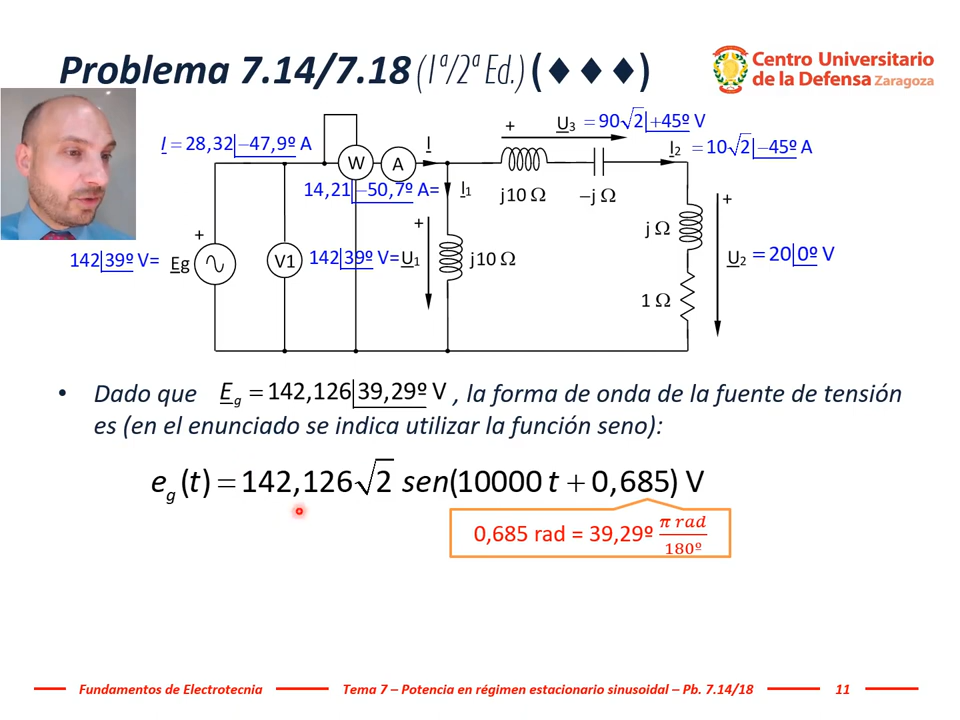 Problema 7.14/7.18 (1ª/2ª Ed.) (♦♦♦)
Centro Universitario
de la Defensa Zaragoza
I = 28,32|−47,9º A
W
A
I
+
U3 = 90√2|+45º V
I2 = 10√2|−45º A
14,21|−50,7º A=
I1
j10 Ω
−j Ω
+
142|39º V=
Eg
V1
142|39º V=U1
+
j10 Ω
j Ω
1 Ω
+
U2 = 20|0º V
• Dado que Eg = 142,126|39,29º V , la forma de onda de la fuente de tensión
es (en el enunciado se indica utilizar la función seno):
eg(t) = 142,126√2 sen(10000 t + 0,685) V
0,685 rad = 39,29º π rad/180º
Fundamentos de Electrotecnia
Tema 7 – Potencia en régimen estacionario sinusoidal – Pb. 7.14/18
11